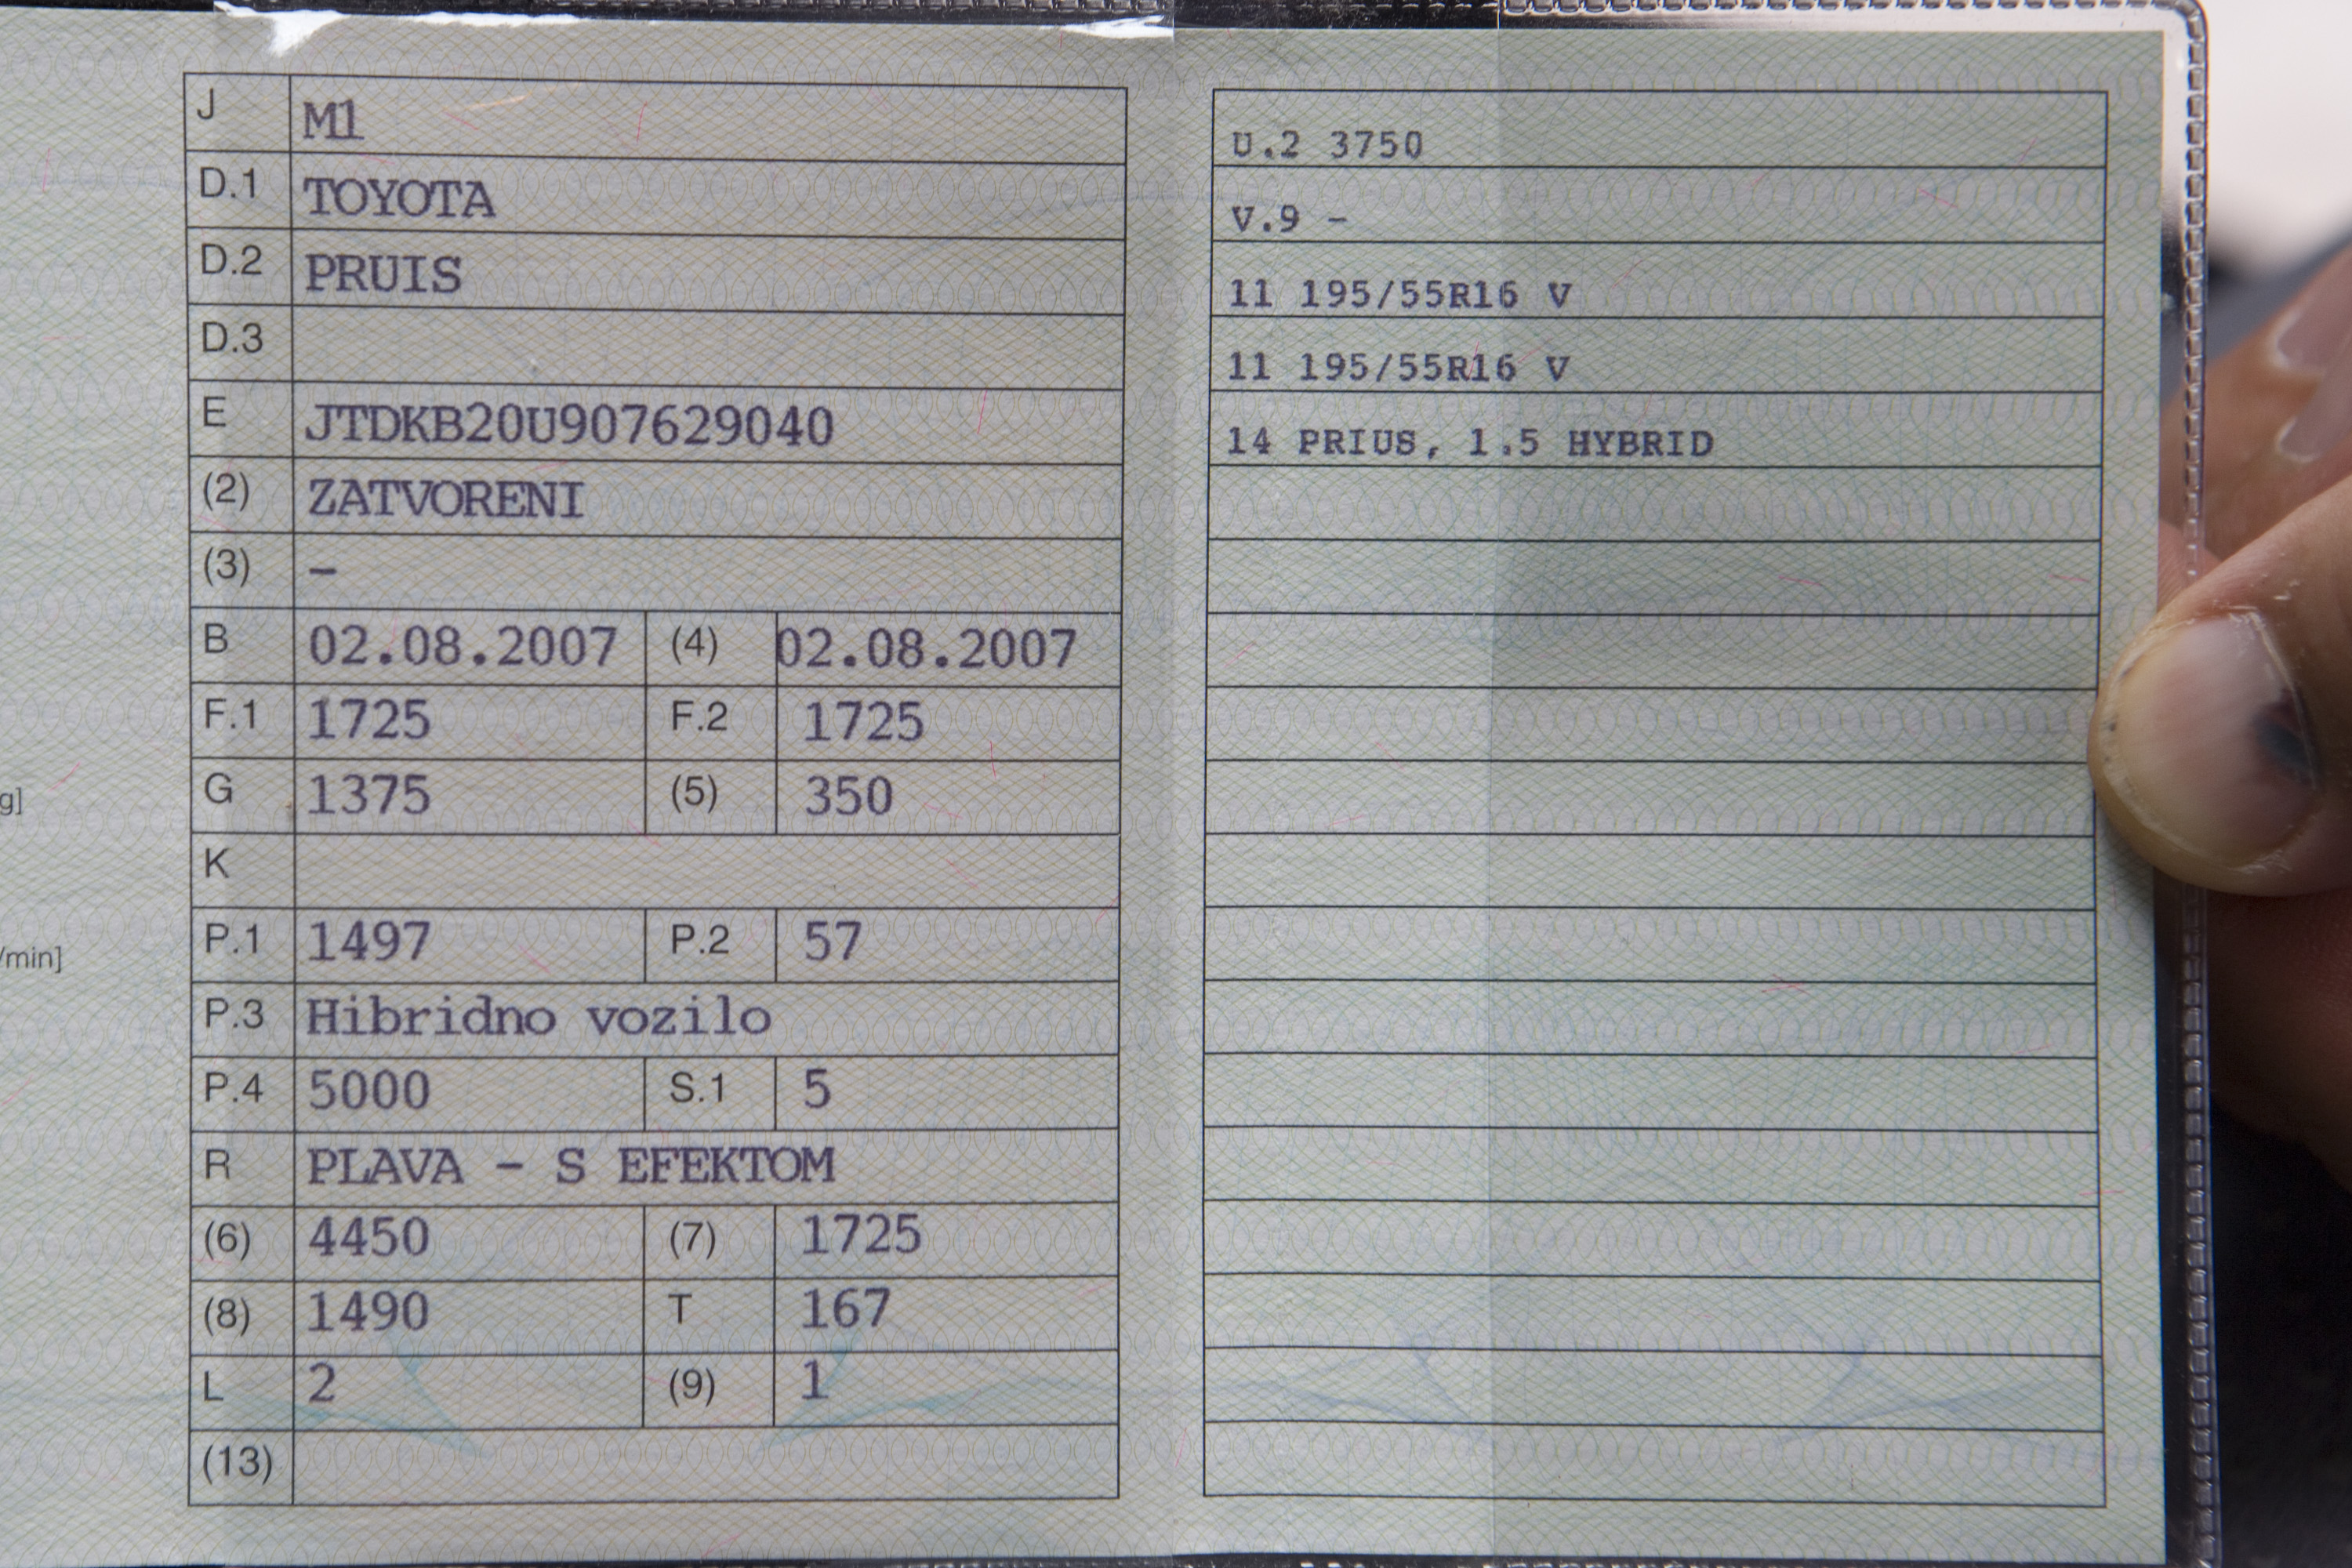 J M1
D.1 TOYOTA
D.2 PRUIS
D.3
E JTDKB20U907629040
(2) ZATVORENI
(3) -
B 02.08.2007 (4) 02.08.2007
F.1 1725 F.2 1725
g]
G 1375 (5) 350
K
/min]
P.1 1497 P.2 57
P.3 Hibridno vozilo
P.4 5000 S.1 5
R PLAVA - S EFEKTOM
(6) 4450 (7) 1725
(8) 1490 T 167
L 2 (9) 1
(13)
U.2 3750
V.9 -
11 195/55R16 V
11 195/55R16 V
14 PRIUS, 1.5 HYBRID